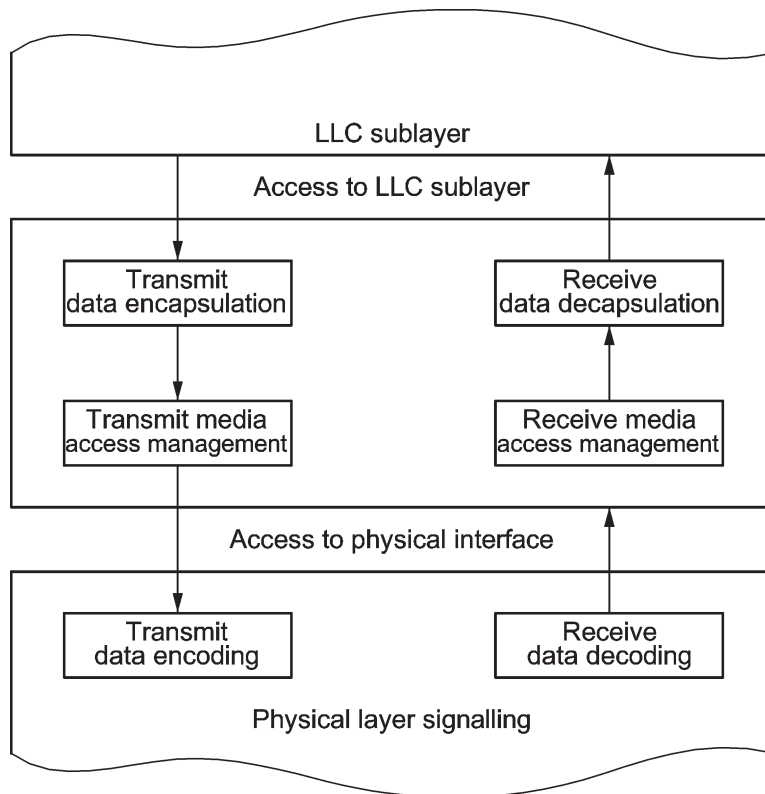 LLC sublayer
Access to LLC sublayer
Transmit
data encapsulation
Receive
data decapsulation
Transmit media
access management
Receive media
access management
Access to physical interface
Transmit
data encoding
Receive
data decoding
Physical layer signalling